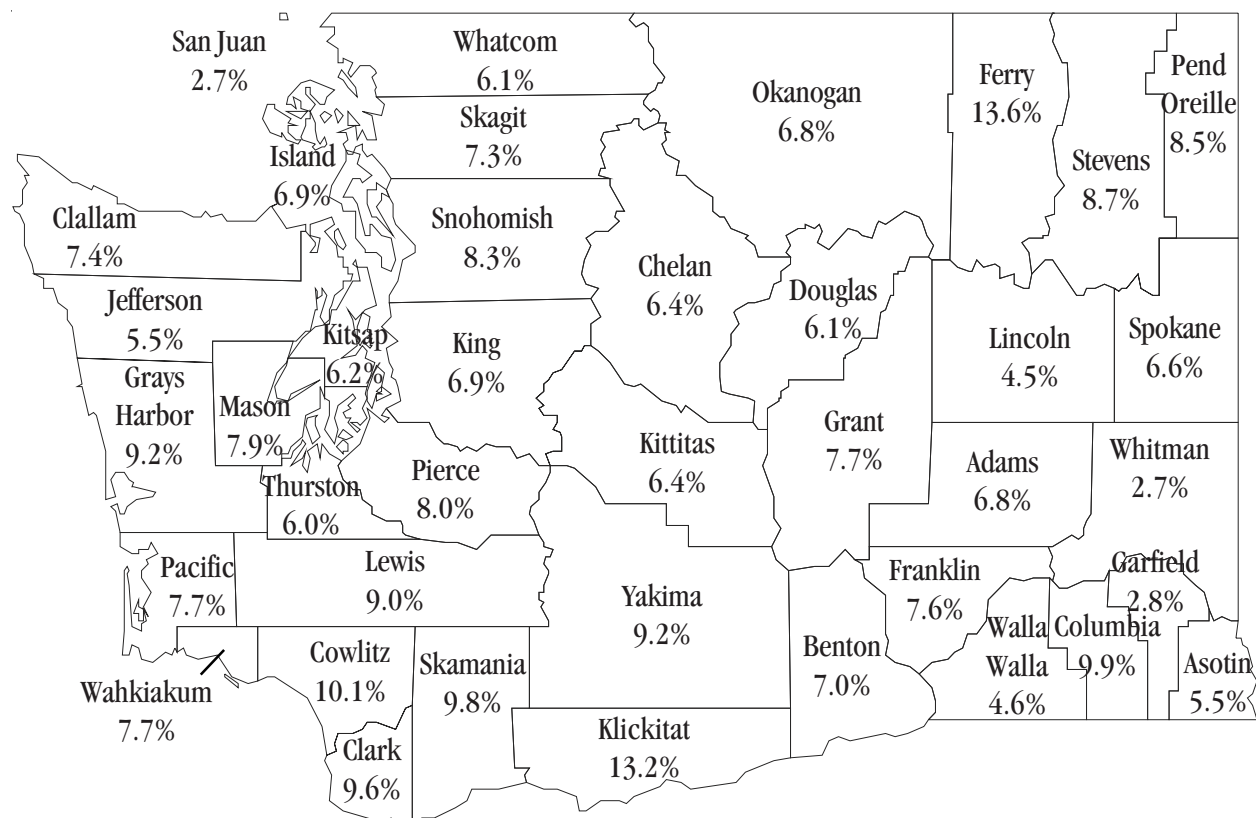 San Juan
2.7%
Whatcom
6.1%
Skagit
7.3%
Island
6.9%
Okanogan
6.8%
Ferry
13.6%
Pend
Oreille
8.5%
Stevens
8.7%
Clallam
7.4%
Snohomish
8.3%
Chelan
6.4%
Douglas
6.1%
Jefferson
5.5%
Kitsap
6.2%
King
6.9%
Lincoln
4.5%
Spokane
6.6%
Grays
Harbor
9.2%
Mason
7.9%
Grant
7.7%
Kittitas
6.4%
Adams
6.8%
Whitman
2.7%
Thurston
6.0%
Pierce
8.0%
Pacific
7.7%
Lewis
9.0%
Yakima
9.2%
Franklin
7.6%
Garfield
2.8%
Walla
Walla
4.6%
Columbia
9.9%
Asotin
5.5%
Benton
7.0%
Wahkiakum
7.7%
Cowlitz
10.1%
Skamania
9.8%
Klickitat
13.2%
Clark
9.6%